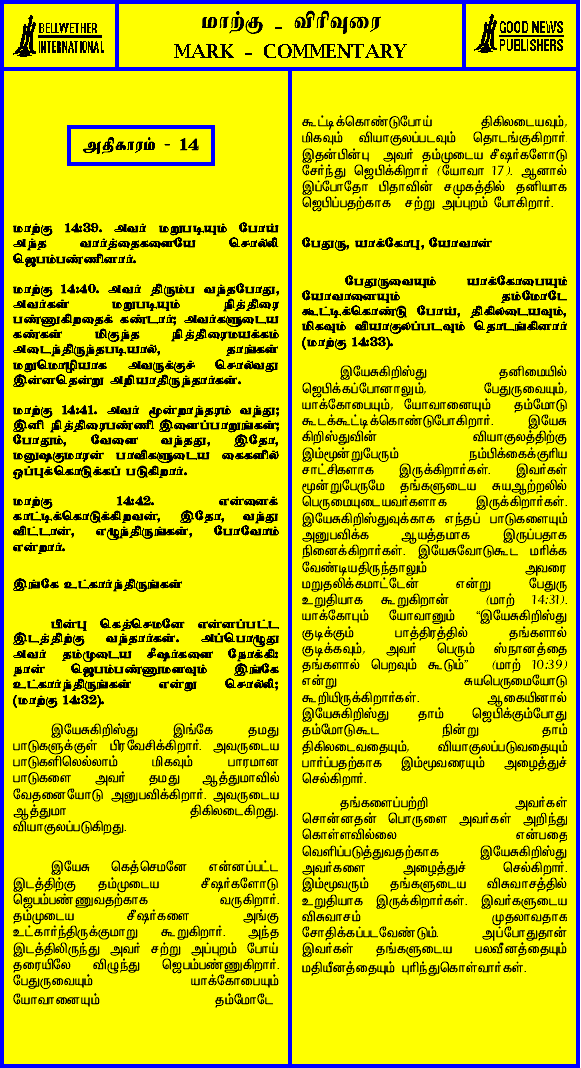 BELLWETHER
INTERNATIONAL
மாற்கு - விரிவுரை
MARK - COMMENTARY
GOOD NEWS
PUBLISHERS
அதிகாரம் - 14
மாற்கு 14:39. அவர் மறுபடியும் போய்
அந்த வார்த்தைகளையே சொல்லி
ஜெபம்பண்ணினார்.
மாற்கு 14:40. அவர் திரும்ப வந்தபோது,
அவர்கள் மறுபடியும் நித்திரை
பண்ணுகிறதைக் கண்டார்; அவர்களுடைய
கண்கள் மிகுந்த நித்திரைமயக்கம்
அடைந்திருந்தபடியால், தாங்கள்
மறுமொழியாக அவருக்குச் சொல்வது
இன்னதென்று அறியாதிருந்தார்கள்.
மாற்கு 14:41. அவர் மூன்றாந்தரம் வந்து;
இனி நித்திரைபண்ணி இளைப்பாறுங்கள்;
போதும், வேளை வந்தது, இதோ,
மனுஷகுமாரன் பாவிகளுடைய கைகளில்
ஒப்புக்கொடுக்கப் படுகிறார்.
மாற்கு 14:42. என்னைக்
காட்டிக்கொடுக்கிறவன், இதோ, வந்து
விட்டான், எழுந்திருங்கள், போவோம்
என்றார்.
இங்கே உட்கார்ந்திருங்கள்
பின்பு கெத்செமனே என்னப்பட்ட
இடத்திற்கு வந்தார்கள். அப்பொழுது
அவர் தம்முடைய சீஷர்களை நோக்கி:
நான் ஜெபம்பண்ணுமளவும் இங்கே
உட்கார்ந்திருங்கள் என்று சொல்லி;
(மாற்கு 14:32).
இயேசுகிறிஸ்து இங்கே தமது
பாடுகளுக்குள் பிரவேசிக்கிறார். அவருடைய
பாடுகளிலெல்லாம் மிகவும் பாரமான
பாடுகளை அவர் தமது ஆத்துமாவில்
வேதனையோடு அனுபவிக்கிறார். அவருடைய
ஆத்துமா திகிலடைகிறது.
வியாகுலப்படுகிறது.
இயேசு கெத்செமனே என்னப்பட்ட
இடத்திற்கு தம்முடைய சீஷர்களோடு
ஜெபம்பண்ணுவதற்காக வருகிறார்.
தம்முடைய சீஷர்களை அங்கு
உட்கார்ந்திருக்குமாறு கூறுகிறார். அந்த
இடத்திலிருந்து அவர் சற்று அப்புறம் போய்
தரையிலே விழுந்து ஜெபம்பண்ணுகிறார்.
பேதுருவையும் யாக்கோபையும்
யோவானையும் தம்மோடே
கூட்டிக்கொண்டுபோய் திகிலடையவும்,
மிகவும் வியாகுலப்படவும் தொடங்குகிறார்.
இதன்பின்பு அவர் தம்முடைய சீஷர்களோடு
சேர்ந்து ஜெபிக்கிறார் (யோவா 17). ஆனால்
இப்போதோ பிதாவின் சமுகத்தில் தனியாக
ஜெபிப்பதற்காக சற்று அப்புறம் போகிறார்.
பேதுரு, யாக்கோபு, யோவான்
பேதுருவையும் யாக்கோபையும்
யோவானையும் தம்மோடே
கூட்டிக்கொண்டு போய், திகிலடையவும்,
மிகவும் வியாகுலப்படவும் தொடங்கினார்
(மாற்கு 14:33).
இயேசுகிறிஸ்து தனிமையில்
ஜெபிக்கப்போனாலும், பேதுருவையும்,
யாக்கோபையும், யோவானையும் தம்மோடு
கூடக்கூட்டிக்கொண்டுபோகிறார். இயேசு
கிறிஸ்துவின் வியாகுலத்திற்கு
இம்மூன்றுபேரும் நம்பிக்கைக்குரிய
சாட்சிகளாக இருக்கிறார்கள். இவர்கள்
மூன்றுபேருமே தங்களுடைய சுயஆற்றலில்
பெருமையுடையவர்களாக இருக்கிறார்கள்.
இயேசுகிறிஸ்துவுக்காக எந்தப் பாடுகளையும்
அனுபவிக்க ஆயத்தமாக இருப்பதாக
நினைக்கிறார்கள். இயேசுவோடுகூட மரிக்க
வேண்டியதிருந்தாலும் அவரை
மறுதலிக்கமாட்டேன் என்று பேதுரு
உறுதியாக கூறுகிறான் (மாற் 14:31).
யாக்கோபும் யோவானும் "இயேசுகிறிஸ்து
குடிக்கும் பாத்திரத்தில் தங்களால்
குடிக்கவும், அவர் பெரும் ஸ்நானத்தை
தங்களால் பெறவும் கூடும்" (மாற் 10:39)
என்று சுயபெருமையோடு
கூறியிருக்கிறார்கள். ஆகையினால்
இயேசுகிறிஸ்து தாம் ஜெபிக்கும்போது
தம்மோடுகூட நின்று தாம்
திகிலடைவதையும், வியாகுலப்படுவதையும்
பார்ப்பதற்காக இம்மூவரையும் அழைத்துச்
செல்கிறார்.
தங்களைப்பற்றி அவர்கள்
சொன்னதன் பொருளை அவர்கள் அறிந்து
கொள்ளவில்லை என்பதை
வெளிப்படுத்துவதற்காக இயேசுகிறிஸ்து
அவர்களை அழைத்துச் செல்கிறார்.
இம்மூவரும் தங்களுடைய விசுவாசத்தில்
உறுதியாக இருக்கிறார்கள். இவர்களுடைய
விசுவாசம் முதலாவதாக
சோதிக்கப்படவேண்டும். அப்போதுதான்
இவர்கள் தங்களுடைய பலவீனத்தையும்
மதியீனத்தையும் புரிந்துகொள்வார்கள்.